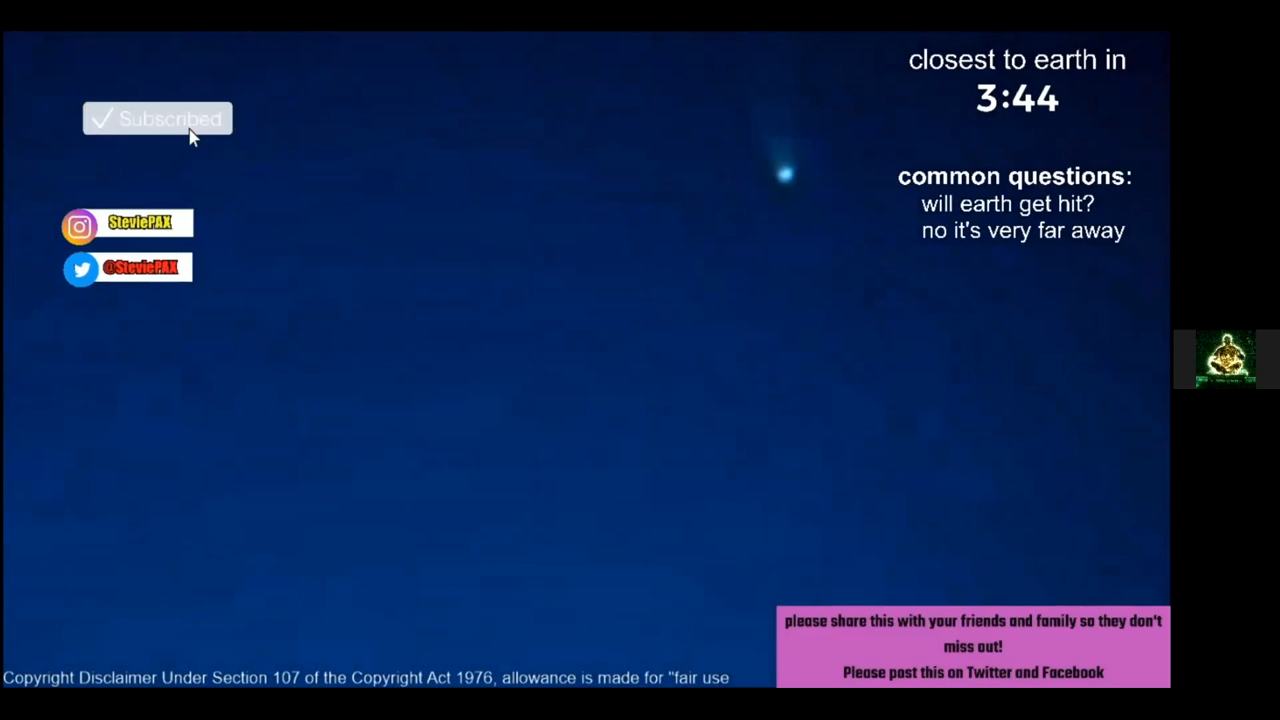 closest to earth in
3:44
Subscribed
common questions:
will earth get hit?
no it's very far away
SteviePAX
@SteviePAX
please share this with your friends and family so they don't
miss out!
Please post this on Twitter and Facebook
Copyright Disclaimer Under Section 107 of the Copyright Act 1976, allowance is made for "fair use